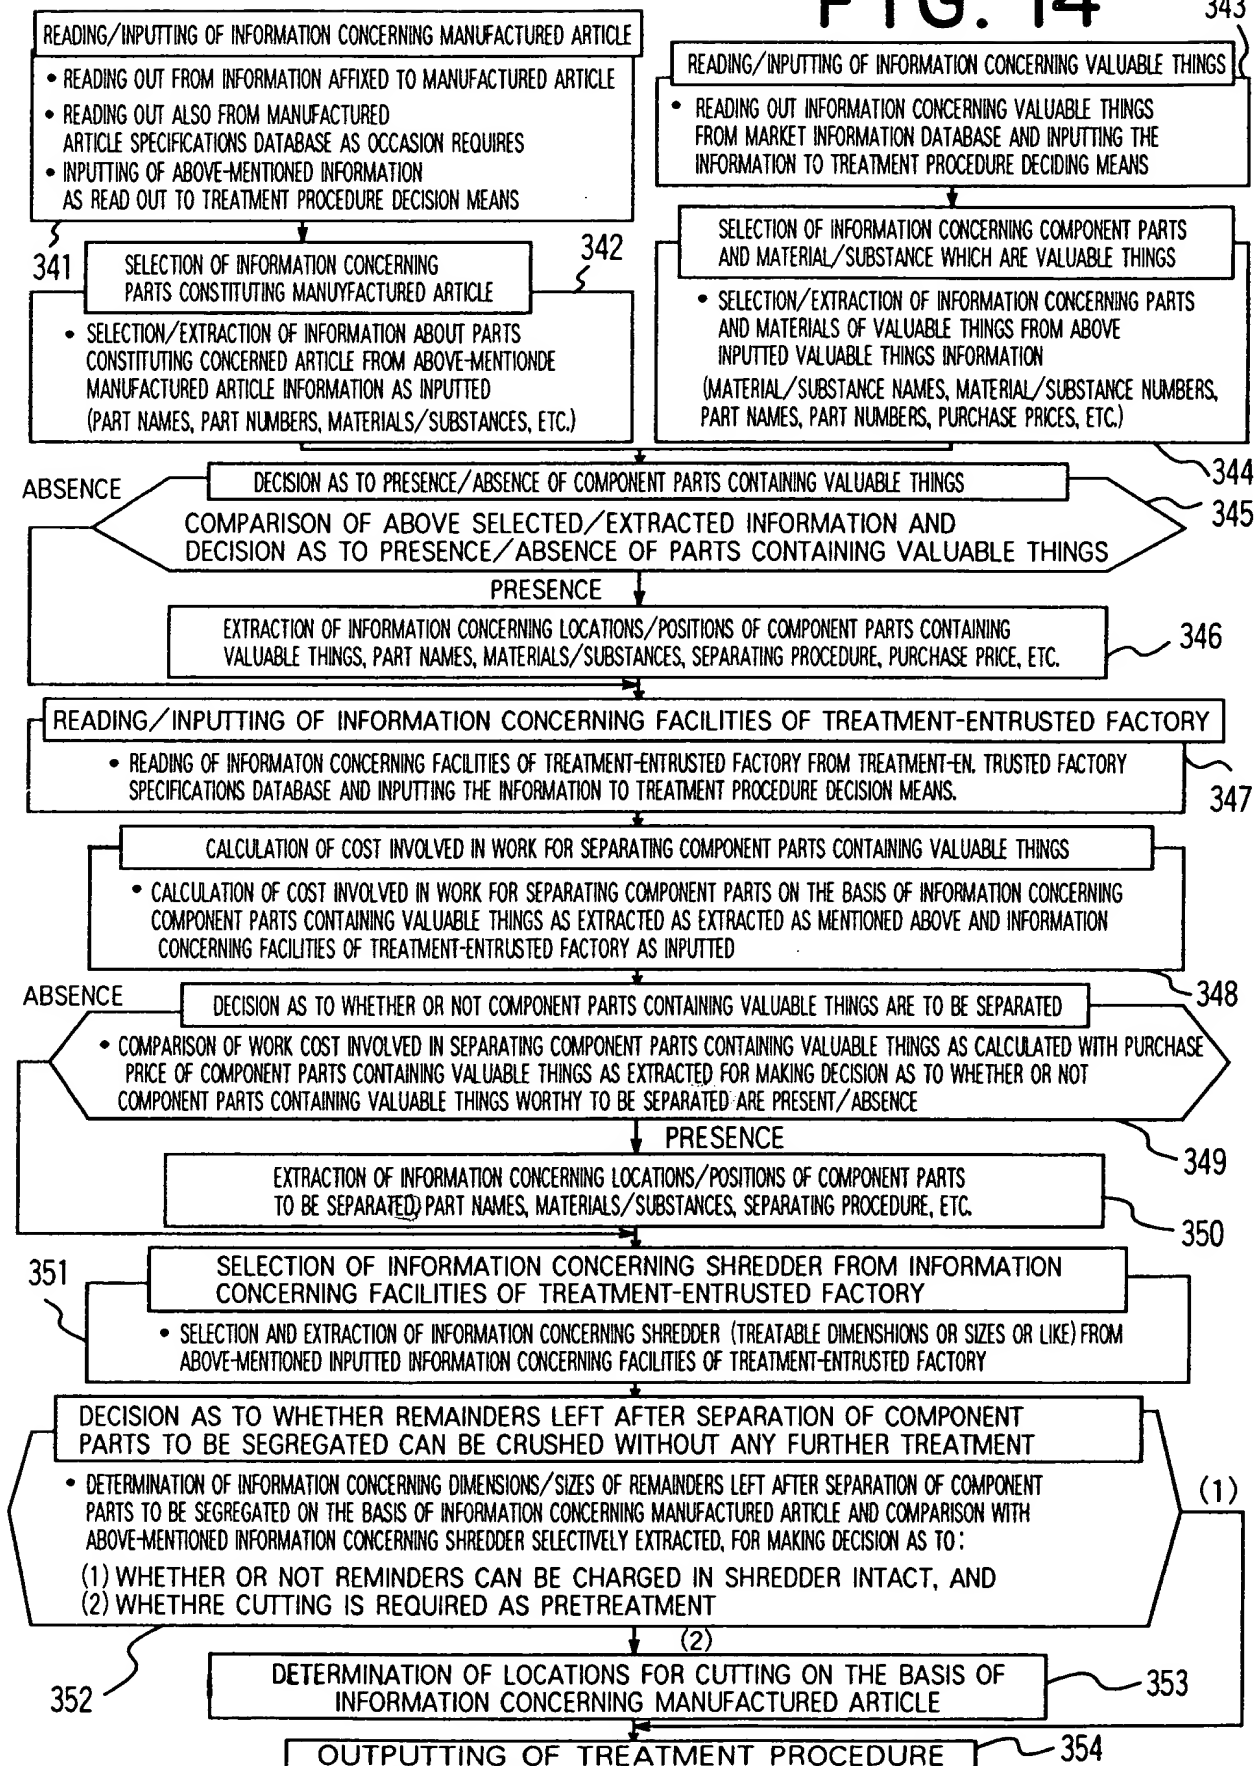 FIG. 14
343
READING/INPUTTING OF INFORMATION CONCERNING MANUFACTURED ARTICLE
• READING OUT FROM INFORMATION AFFIXED TO MANUFACTURED ARTICLE
• READING OUT ALSO FROM MANUFACTURED
ARTICLE SPECIFICATIONS DATABASE AS OCCASION REQUIRES
• INPUTTING OF ABOVE-MENTIONED INFORMATION
AS READ OUT TO TREATMENT PROCEDURE DECISION MEANS
341
READING/INPUTTING OF INFORMATION CONCERNING VALUABLE THINGS
• READING OUT INFORMATION CONCERNING VALUABLE THINGS
FROM MARKET INFORMATION DATABASE AND INPUTTING THE
INFORMATION TO TREATMENT PROCEDURE DECIDING MEANS
342
SELECTION OF INFORMATION CONCERNING
PARTS CONSTITUTING MANUYFACTURED ARTICLE
• SELECTION/EXTRACTION OF INFORMATION ABOUT PARTS
CONSTITUTING CONCERNED ARTICLE FROM ABOVE-MENTIONDE
MANUFACTURED ARTICLE INFORMATION AS INPUTTED
(PART NAMES, PART NUMBERS, MATERIALS/SUBSTANCES, ETC.)
SELECTION OF INFORMATION CONCERNING COMPONENT PARTS
AND MATERIAL/SUBSTANCE WHICH ARE VALUABLE THINGS
• SELECTION/EXTRACTION OF INFORMATION CONCERNING PARTS
AND MATERIALS OF VALUABLE THINGS FROM ABOVE
INPUTTED VALUABLE THINGS INFORMATION
(MATERIAL/SUBSTANCE NAMES, MATERIAL/SUBSTANCE NUMBERS,
PART NAMES, PART NUMBERS, PURCHASE PRICES, ETC.)
344
ABSENCE
DECISION AS TO PRESENCE/ABSENCE OF COMPONENT PARTS CONTAINING VALUABLE THINGS
345
COMPARISON OF ABOVE SELECTED/EXTRACTED INFORMATION AND
DECISION AS TO PRESENCE/ABSENCE OF PARTS CONTAINING VALUABLE THINGS
PRESENCE
EXTRACTION OF INFORMATION CONCERNING LOCATIONS/POSITIONS OF COMPONENT PARTS CONTAINING
VALUABLE THINGS, PART NAMES, MATERIALS/SUBSTANCES, SEPARATING PROCEDURE, PURCHASE PRICE, ETC.
346
READING/INPUTTING OF INFORMATION CONCERNING FACILITIES OF TREATMENT-ENTRUSTED FACTORY
• READING OF INFORMATON CONCERNING FACILITIES OF TREATMENT-ENTRUSTED FACTORY FROM TREATMENT-EN. TRUSTED FACTORY
SPECIFICATIONS DATABASE AND INPUTTING THE INFORMATION TO TREATMENT PROCEDURE DECISION MEANS.
347
CALCULATION OF COST INVOLVED IN WORK FOR SEPARATING COMPONENT PARTS CONTAINING VALUABLE THINGS
• CALCULATION OF COST INVOLVED IN WORK FOR SEPARATING COMPONENT PARTS ON THE BASIS OF INFORMATION CONCERNING
COMPONENT PARTS CONTAINING VALUABLE THINGS AS EXTRACTED AS EXTRACTED AS MENTIONED ABOVE AND INFORMATION
CONCERNING FACILITIES OF TREATMENT-ENTRUSTED FACTORY AS INPUTTED
348
ABSENCE
DECISION AS TO WHETHER OR NOT COMPONENT PARTS CONTAINING VALUABLE THINGS ARE TO BE SEPARATED
• COMPARISON OF WORK COST INVOLVED IN SEPARATING COMPONENT PARTS CONTAINING VALUABLE THINGS AS CALCULATED WITH PURCHASE
PRICE OF COMPONENT PARTS CONTAINING VALUABLE THINGS AS EXTRACTED FOR MAKING DECISION AS TO WHETHER OR NOT
COMPONENT PARTS CONTAINING VALUABLE THINGS WORTHY TO BE SEPARATED ARE PRESENT/ABSENCE
PRESENCE
349
EXTRACTION OF INFORMATION CONCERNING LOCATIONS/POSITIONS OF COMPONENT PARTS
TO BE SEPARATED, PART NAMES, MATERIALS/SUBSTANCES, SEPARATING PROCEDURE, ETC.
350
351
SELECTION OF INFORMATION CONCERNING SHREDDER FROM INFORMATION
CONCERNING FACILITIES OF TREATMENT-ENTRUSTED FACTORY
• SELECTION AND EXTRACTION OF INFORMATION CONCERNING SHREDDER (TREATABLE DIMENSHIONS OR SIZES OR LIKE) FROM
ABOVE-MENTIONED INPUTTED INFORMATION CONCERNING FACILITIES OF TREATMENT-ENTRUSTED FACTORY
DECISION AS TO WHETHER REMAINDERS LEFT AFTER SEPARATION OF COMPONENT
PARTS TO BE SEGREGATED CAN BE CRUSHED WITHOUT ANY FURTHER TREATMENT
• DETERMINATION OF INFORMATION CONCERNING DIMENSIONS/SIZES OF REMAINDERS LEFT AFTER SEPARATION OF COMPONENT
PARTS TO BE SEGREGATED ON THE BASIS OF INFORMATION CONCERNING MANUFACTURED ARTICLE AND COMPARISON WITH
ABOVE-MENTIONED INFORMATION CONCERNING SHREDDER SELECTIVELY EXTRACTED, FOR MAKING DECISION AS TO:
(1) WHETHER OR NOT REMINDERS CAN BE CHARGED IN SHREDDER INTACT, AND
(2) WHETHRE CUTTING IS REQUIRED AS PRETREATMENT
(1)
352
(2)
DETERMINATION OF LOCATIONS FOR CUTTING ON THE BASIS OF
INFORMATION CONCERNING MANUFACTURED ARTICLE
353
OUTPUTTING OF TREATMENT PROCEDURE
354